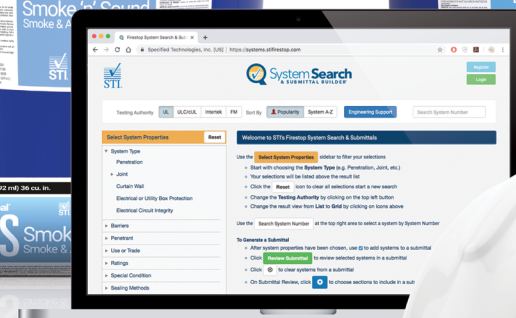 Smoke 'n' Sound
Smoke & A
STI
Firestop System Search & Sub
Specified Technologies, Inc. [US] | https://systems.stifirestop.com
STI
System Search
& SUBMITTAL BUILDER
Register
Login
Testing Authority UL ULC/cUL Intertek FM Sort By Popularity System A-Z Engineering Support Search System Number
Select System Properties Reset
System Type
Penetration
Joint
Curtain Wall
Electrical or Utility Box Protection
Electrical Circuit Integrity
Barriers
Penetrant
Use or Trade
Ratings
Special Condition
Sealing Methods
Welcome to STI's Firestop System Search & Submittals
Use the Select System Properties sidebar to filter your selections
Start with choosing the System Type (e.g. Penetration, Joint, etc.)
Your selections will be listed above the result list
Click the Reset icon to clear all selections start a new search
Change the Testing Authority by clicking on the top left button
Change the result view from List to Grid by clicking on icons above
Use the Search System Number at the top right area to select a system by System Number
To Generate a Submittal
After system properties have been chosen, use to add systems to a submittal
Click Review Submittal to review selected systems in a submittal
Click to clear systems from a submittal
On Submittal Review, click to choose sections to include in a sub
92 ml) 36 cu. in.
S Smok
Smoke &